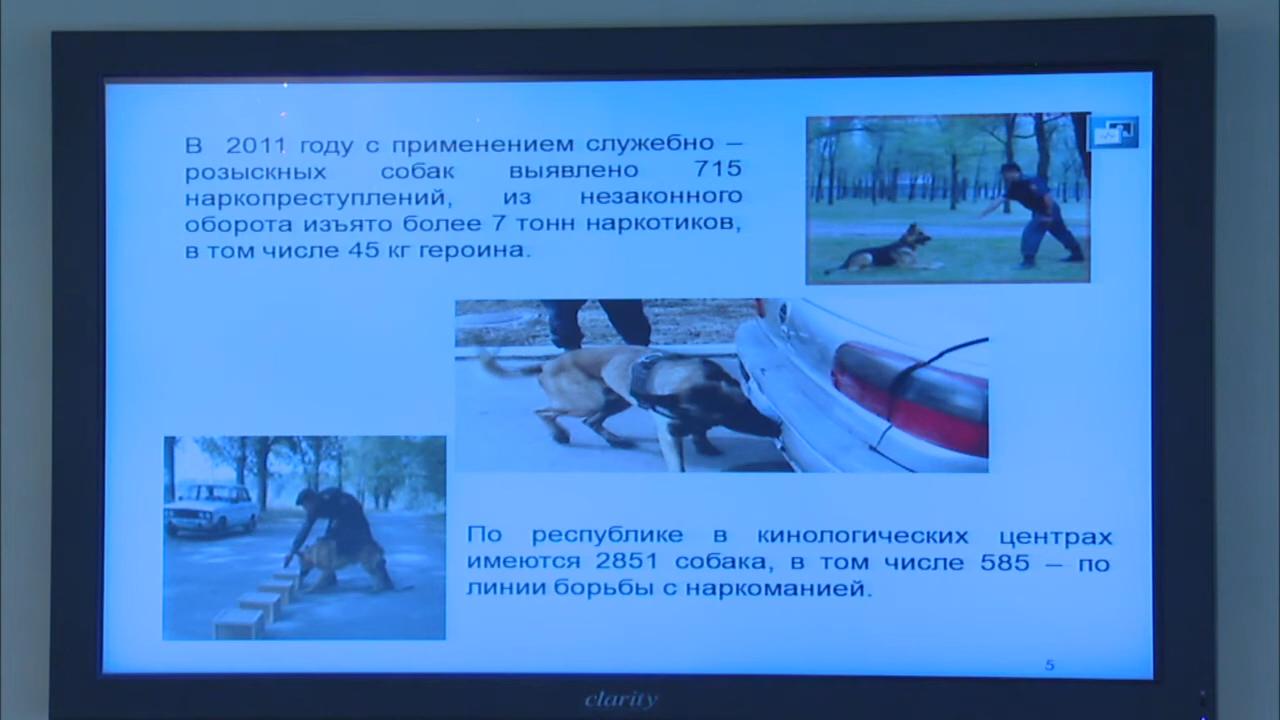 В 2011 году с применением служебно –
розыскных собак выявлено 715
наркопреступлений, из незаконного
оборота изъято более 7 тонн наркотиков,
в том числе 45 кг героина.
По республике в кинологических центрах
имеются 2851 собака, в том числе 585 – по
линии борьбы с наркоманией.
5
clarity